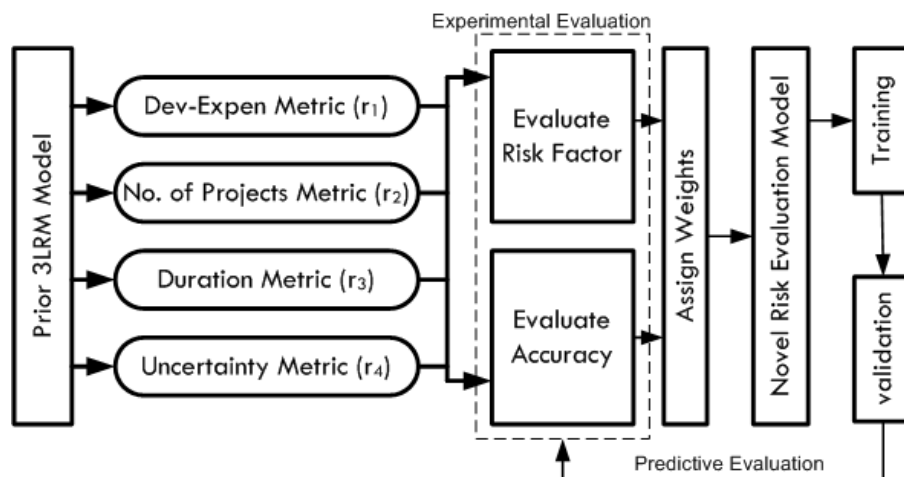 Experimental Evaluation
Prior 3LRM Model
Dev-Expen Metric (r₁)
No. of Projects Metric (r₂)
Duration Metric (r₃)
Uncertainty Metric (r₄)
Evaluate
Risk Factor
Evaluate
Accuracy
Assign Weights
Novel Risk Evaluation Model
Training
validation
Predictive Evaluation